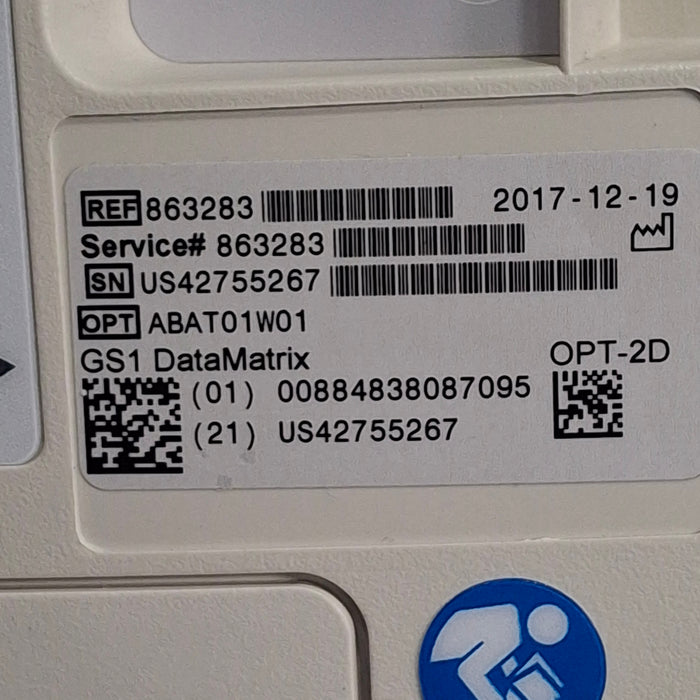 REF 863283 2017-12-19
Service# 863283
SN US42755267
OPT ABAT01W01
GS1 DataMatrix OPT-2D
(01) 00884838087095
(21) US42755267